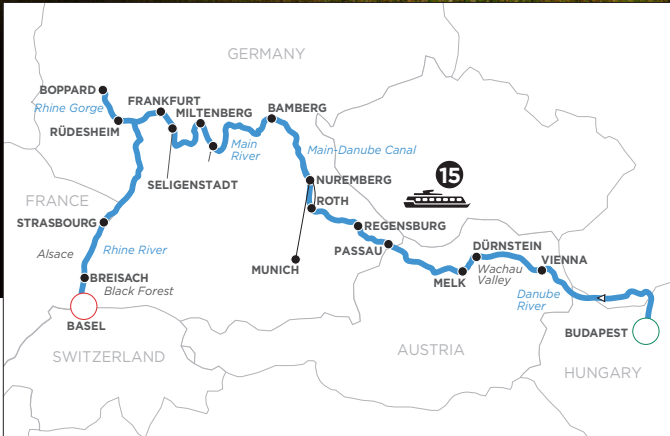 GERMANY
BOPPARD
Rhine Gorge
FRANKFURT
RÜDESHEIM
MILTENBERG
BAMBERG
Main
River
Main-Danube Canal
SELIGENSTADT
NUREMBERG
15
ROTH
FRANCE
STRASBOURG
REGENSBURG
PASSAU
Alsace
Rhine River
MUNICH
DÜRNSTEIN
VIENNA
Wachau
Valley
MELK
BREISACH
Black Forest
Danube
River
BASEL
BUDAPEST
SWITZERLAND
AUSTRIA
HUNGARY